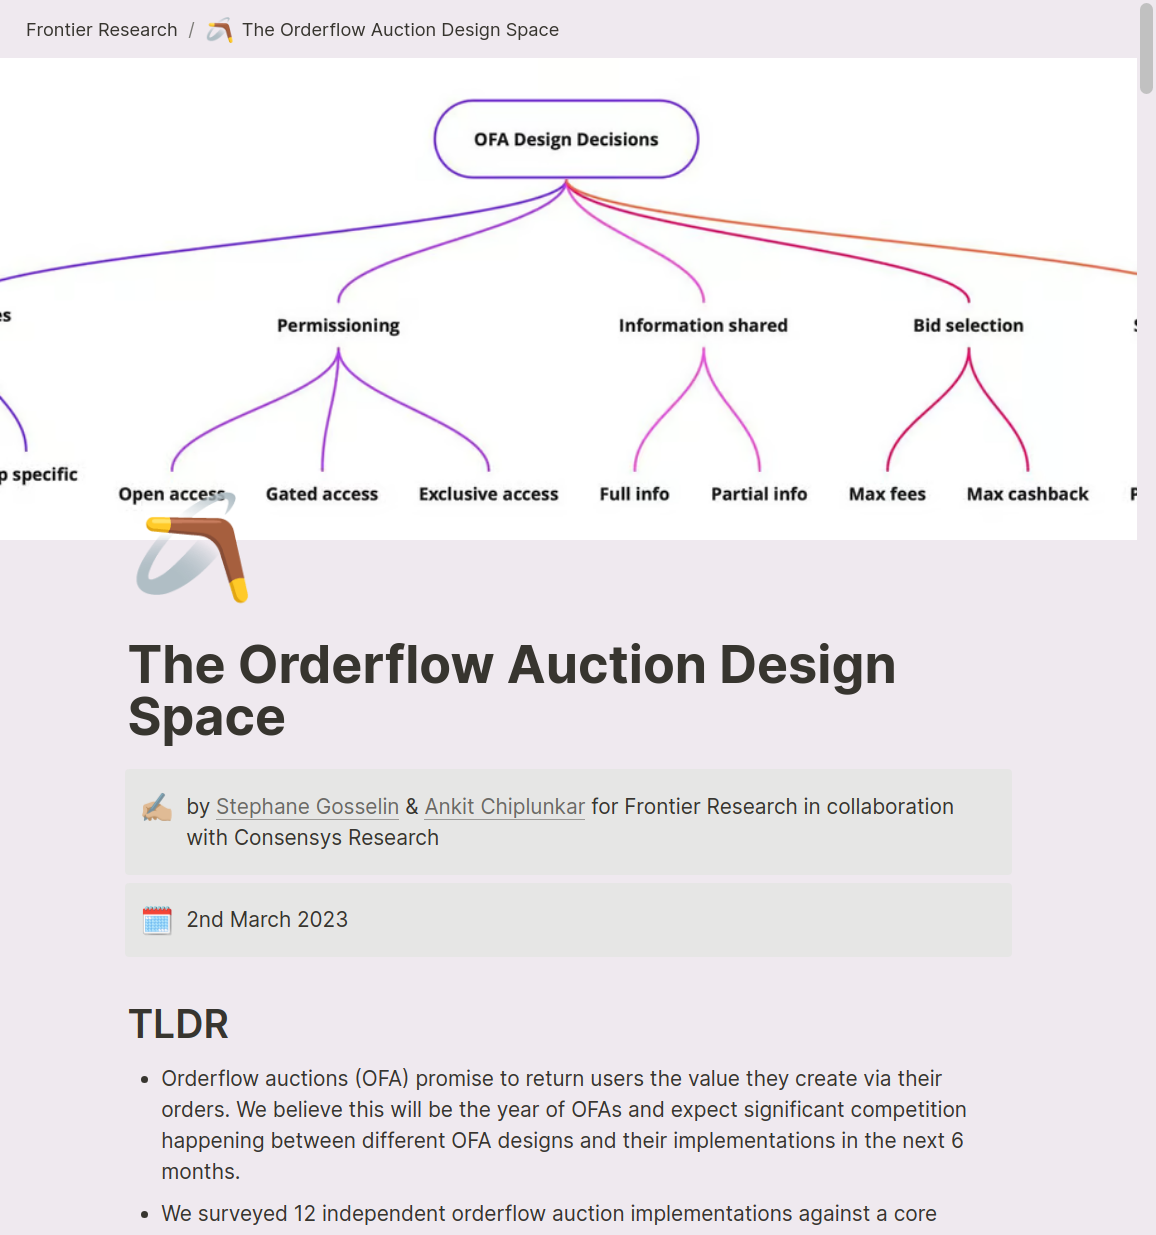 Frontier Research / The Orderflow Auction Design Space
OFA Design Decisions
Permissioning
Information shared
Bid selection
specific
Open access
Gated access
Exclusive access
Full info
Partial info
Max fees
Max cashback
The Orderflow Auction Design
Space
by Stephane Gosselin & Ankit Chiplunkar for Frontier Research in collaboration
with Consensys Research
2nd March 2023
TLDR
• Orderflow auctions (OFA) promise to return users the value they create via their
orders. We believe this will be the year of OFAs and expect significant competition
happening between different OFA designs and their implementations in the next 6
months.
• We surveyed 12 independent orderflow auction implementations against a core